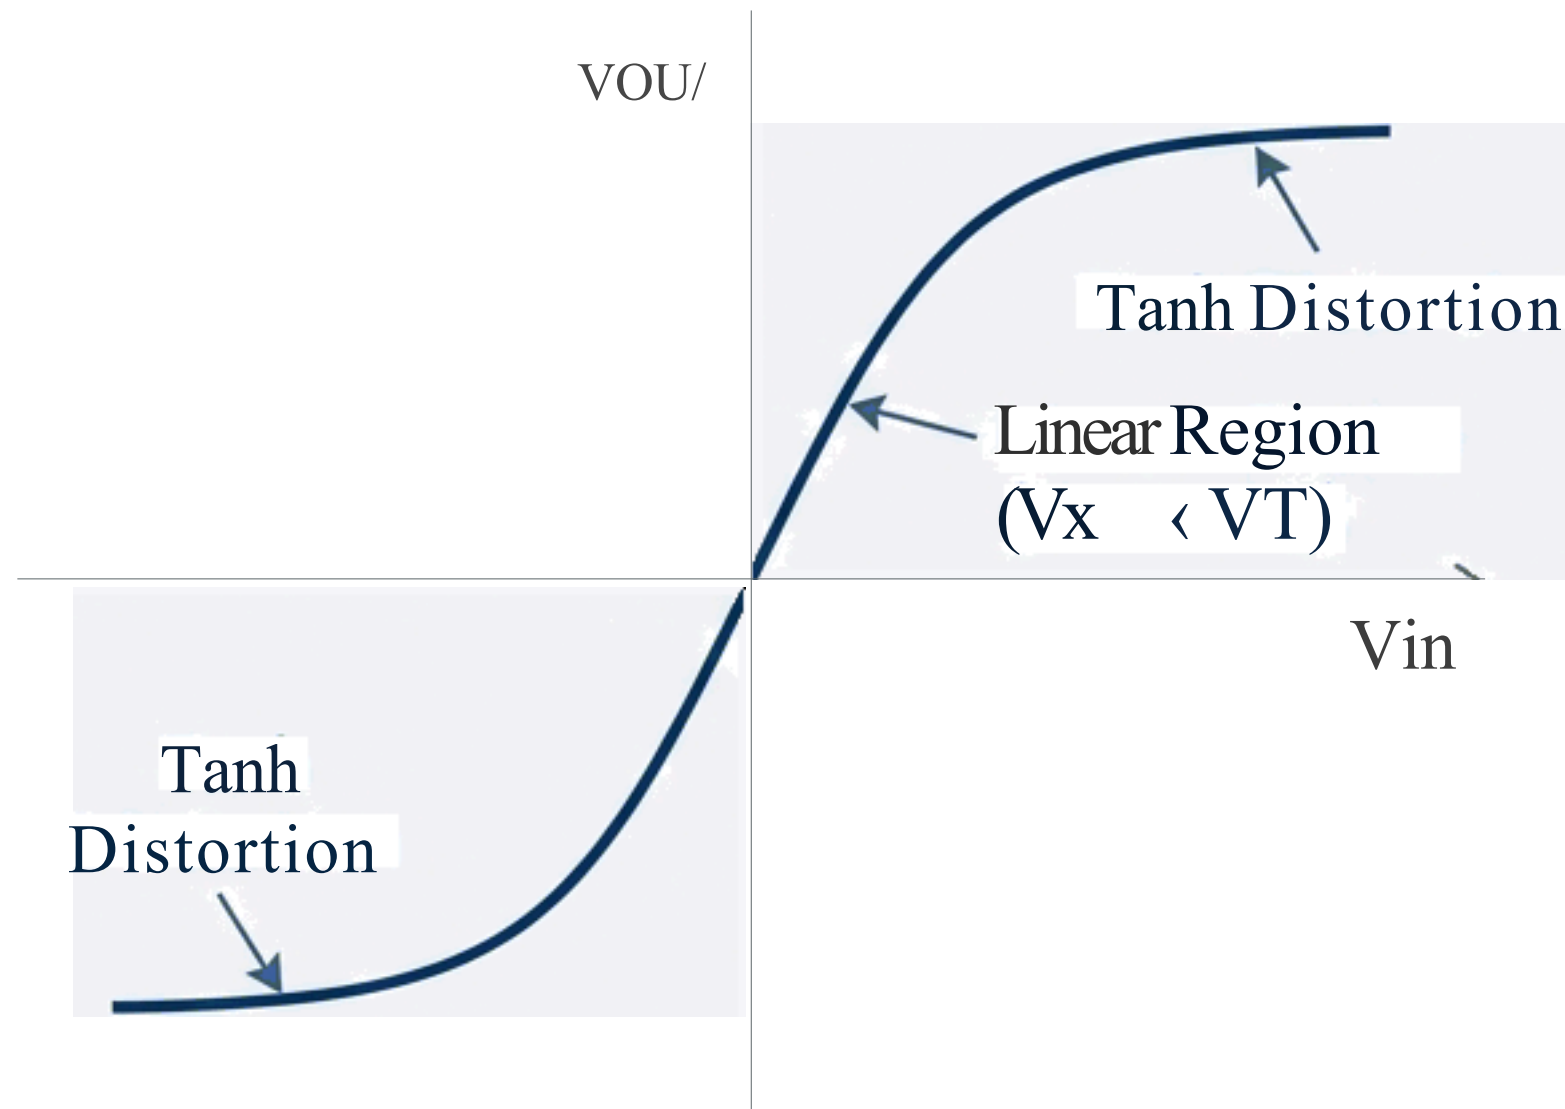 VOU/
Tanh Distortion
Linear Region
(Vx ‹ VT)
Vin
Tanh
Distortion